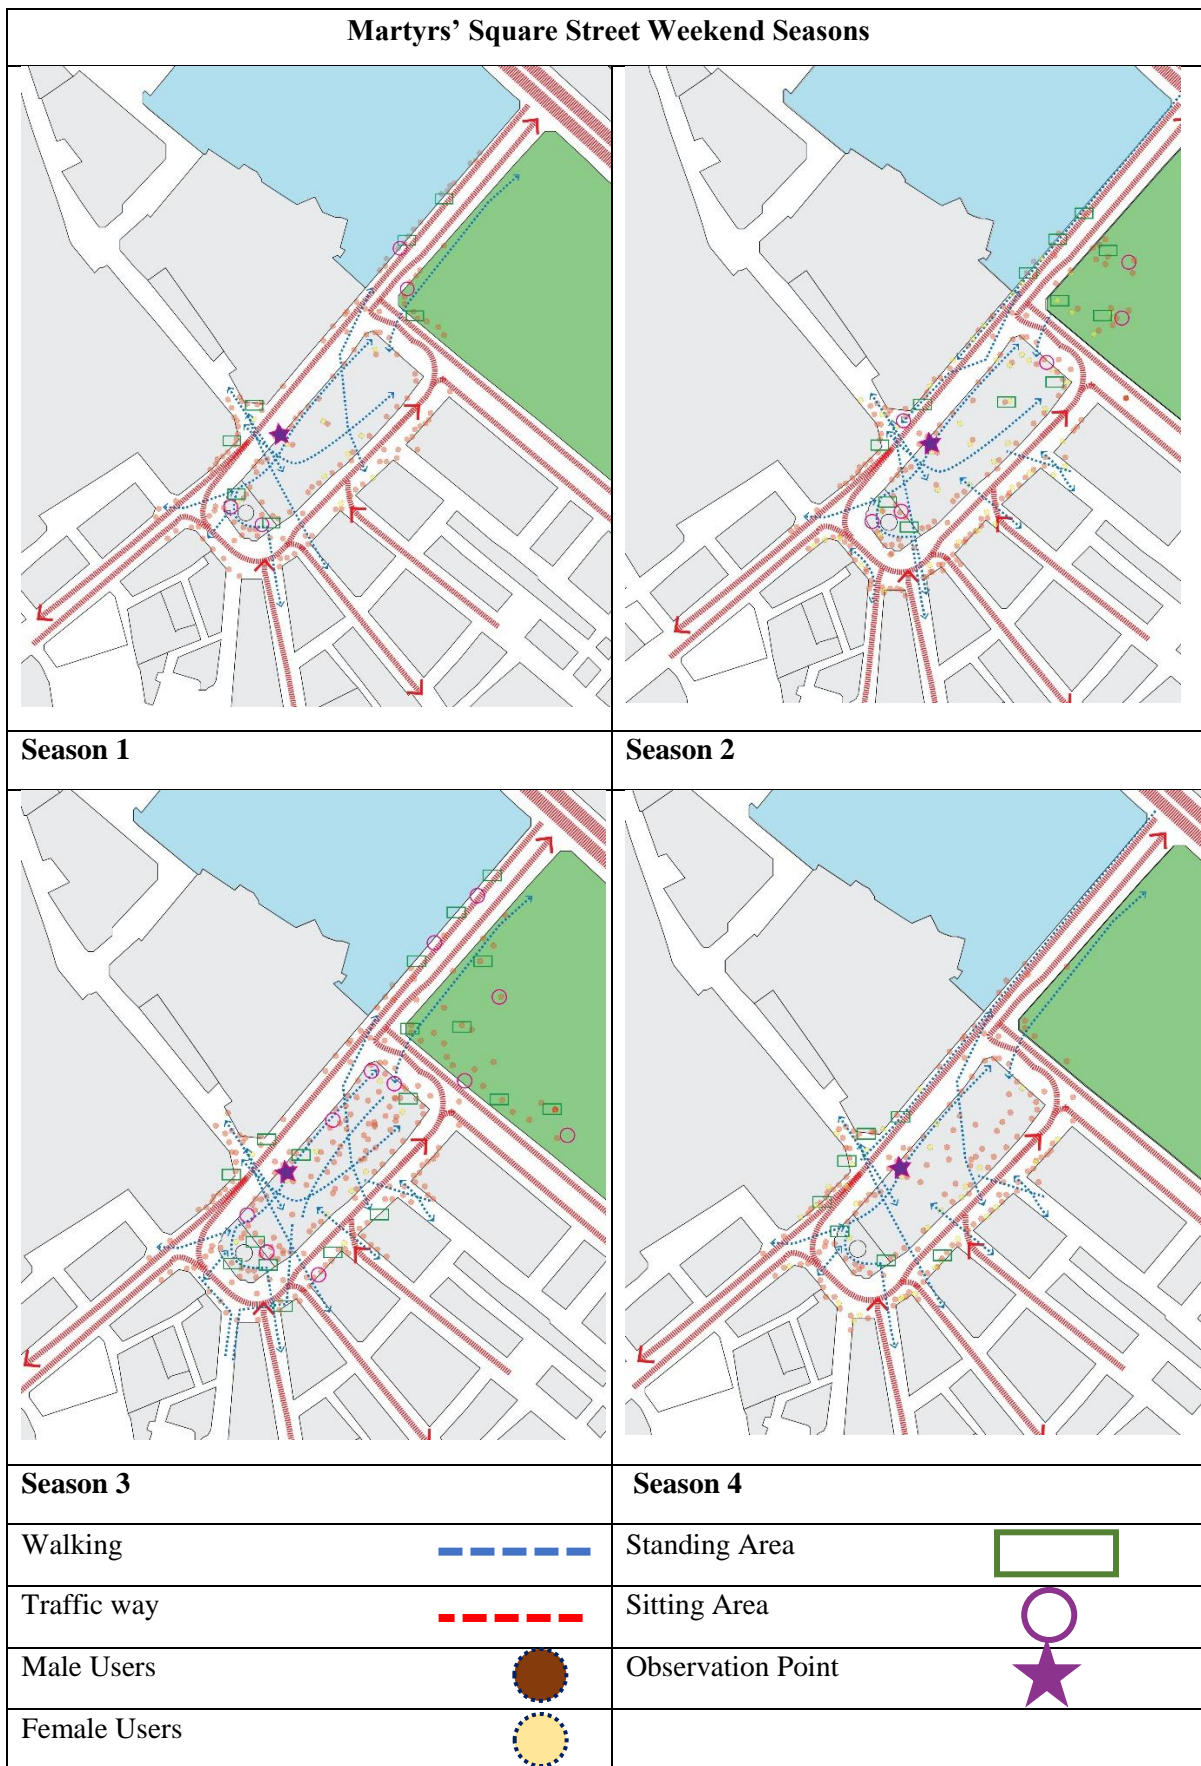 Martyrs’ Square Street Weekend Seasons
Season 1
Season 2
Season 3
Season 4
Walking
Standing Area
Traffic way
Sitting Area
Male Users
Observation Point
Female Users